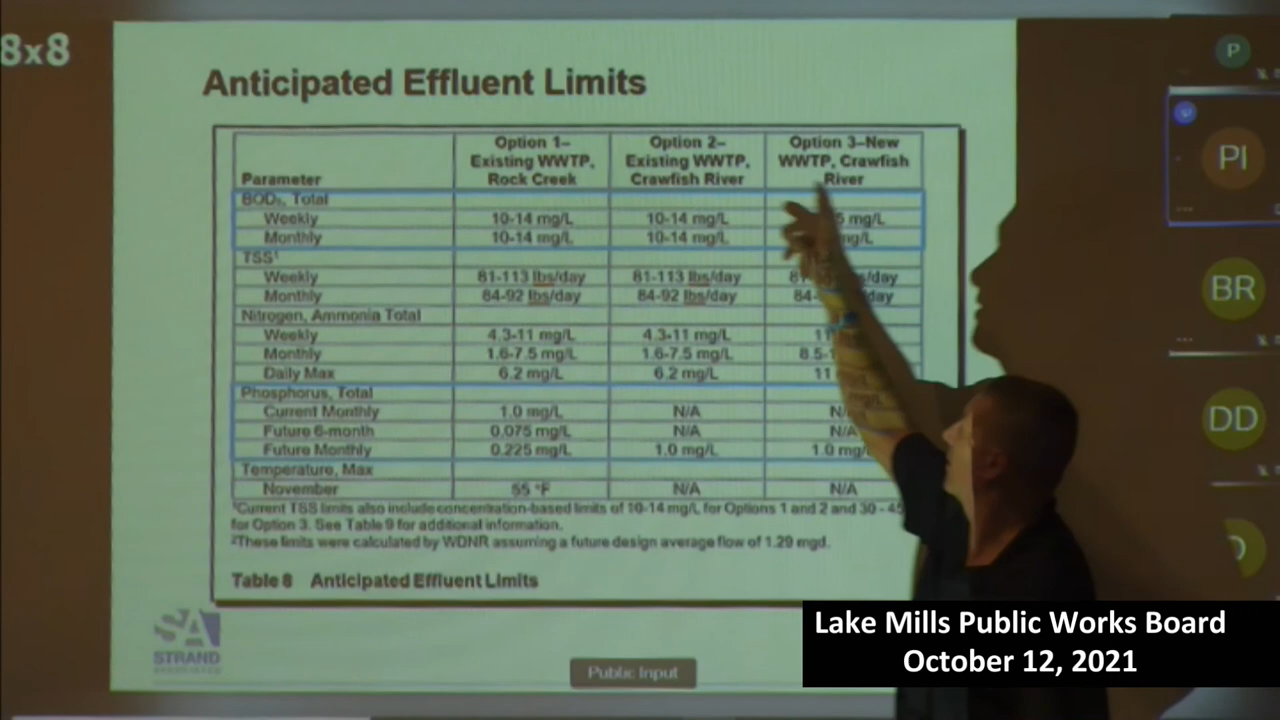 8x8
Anticipated Effluent Limits
Parameter
Option 1–
Existing WWTP,
Rock Creek
Option 2–
Existing WWTP,
Crawfish River
Option 3–New
WWTP, Crawfish
River
BOD₅, Total
Weekly 10-14 mg/L 10-14 mg/L mg/L
Monthly 10-14 mg/L 10-14 mg/L mg/L
TSS¹
Weekly 81-113 lbs/day 81-113 lbs/day
Monthly 84-92 lbs/day 84-92 lbs/day
Nitrogen, Ammonia Total
Weekly 4.3-11 mg/L 4.3-11 mg/L
Monthly 1.6-7.5 mg/L 1.6-7.5 mg/L
Daily Max 6.2 mg/L 6.2 mg/L 11
Phosphorus, Total
Current Monthly 1.0 mg/L N/A
Future 6-month 0.075 mg/L N/A N/A
Future Monthly 0.225 mg/L 1.0 mg/L 1.0 mg/L
Temperature, Max
November 55 °F N/A N/A
¹Current TSS limits also include concentration-based limits of 10-14 mg/L for Options 1 and 2 and 30 - 45
for Option 3. See Table 9 for additional information.
²These limits were calculated by WDNR assuming a future design average flow of 1.29 mgd.
Table 8 Anticipated Effluent Limits
SA
STRAND
Public Input
P
PI
BR
DD
Lake Mills Public Works Board
October 12, 2021